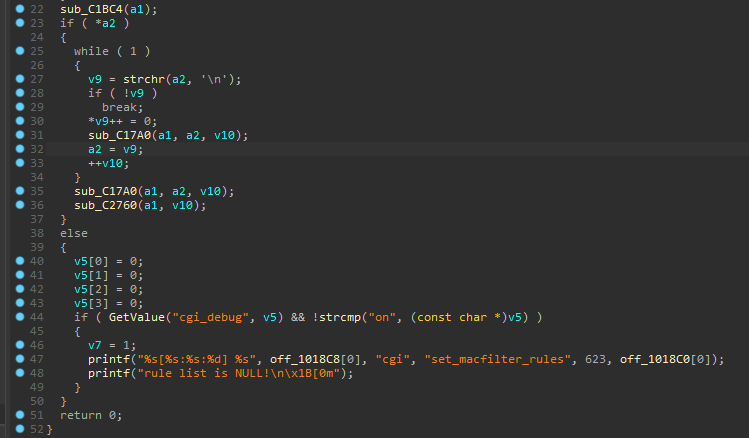 22 sub_C1BC4(a1);
23 if ( *a2 )
24 {
25 while ( 1 )
26 {
27 v9 = strchr(a2, '\n');
28 if ( !v9 )
29 break;
30 *v9++ = 0;
31 sub_C17A0(a1, a2, v10);
32 a2 = v9;
33 ++v10;
34 }
35 sub_C17A0(a1, a2, v10);
36 sub_C2760(a1, v10);
37 }
38 else
39 {
40 v5[0] = 0;
41 v5[1] = 0;
42 v5[2] = 0;
43 v5[3] = 0;
44 if ( GetValue("cgi_debug", v5) && !strcmp("on", (const char *)v5) )
45 {
46 v7 = 1;
47 printf("%s[%s:%s:%d] %s", off_1018C8[0], "cgi", "set_macfilter_rules", 623, off_1018C0[0]);
48 printf("rule list is NULL!\n\x1B[0m");
49 }
50 }
51 return 0;
52 }